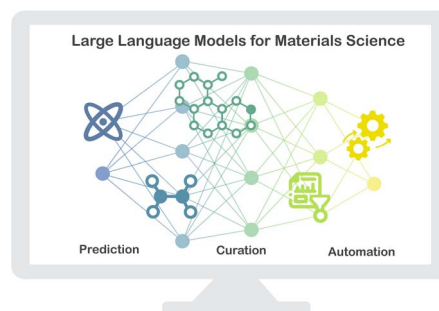 Large Language Models for Materials Science
Prediction
Curation
Automation